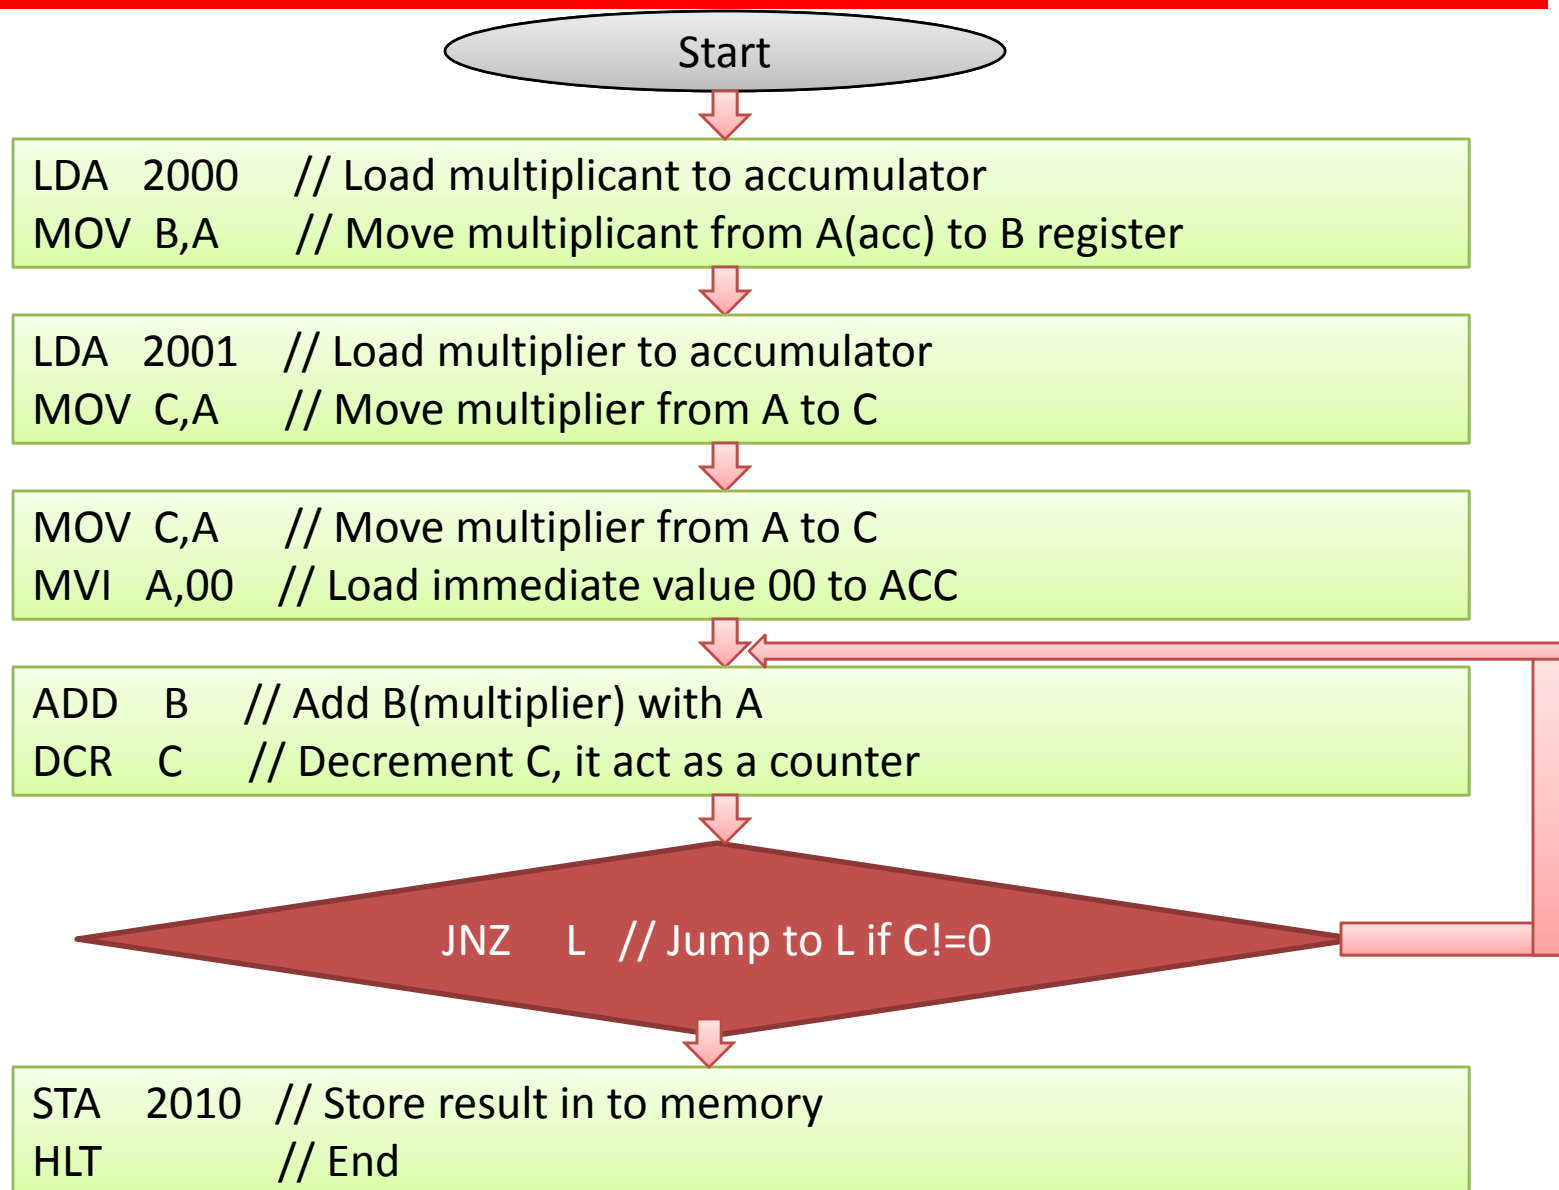 Start
LDA 2000 // Load multiplicant to accumulator
MOV B,A // Move multiplicant from A(acc) to B register
LDA 2001 // Load multiplier to accumulator
MOV C,A // Move multiplier from A to C
MOV C,A // Move multiplier from A to C
MVI A,00 // Load immediate value 00 to ACC
ADD B // Add B(multiplier) with A
DCR C // Decrement C, it act as a counter
JNZ L // Jump to L if C!=0
STA 2010 // Store result in to memory
HLT // End